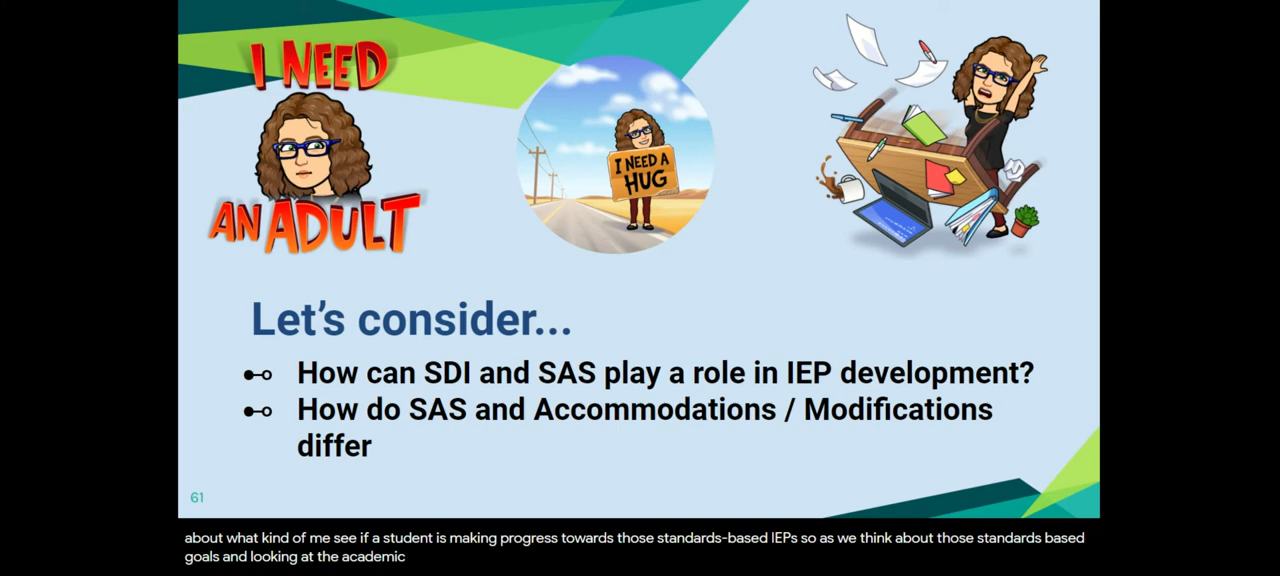 I NEED
AN ADULT
I NEED A
HUG
Let's consider...
How can SDI and SAS play a role in IEP development?
How do SAS and Accommodations / Modifications
differ
61
about what kind of me see if a student is making progress towards those standards-based IEPs so as we think about those standards based
goals and looking at the academic